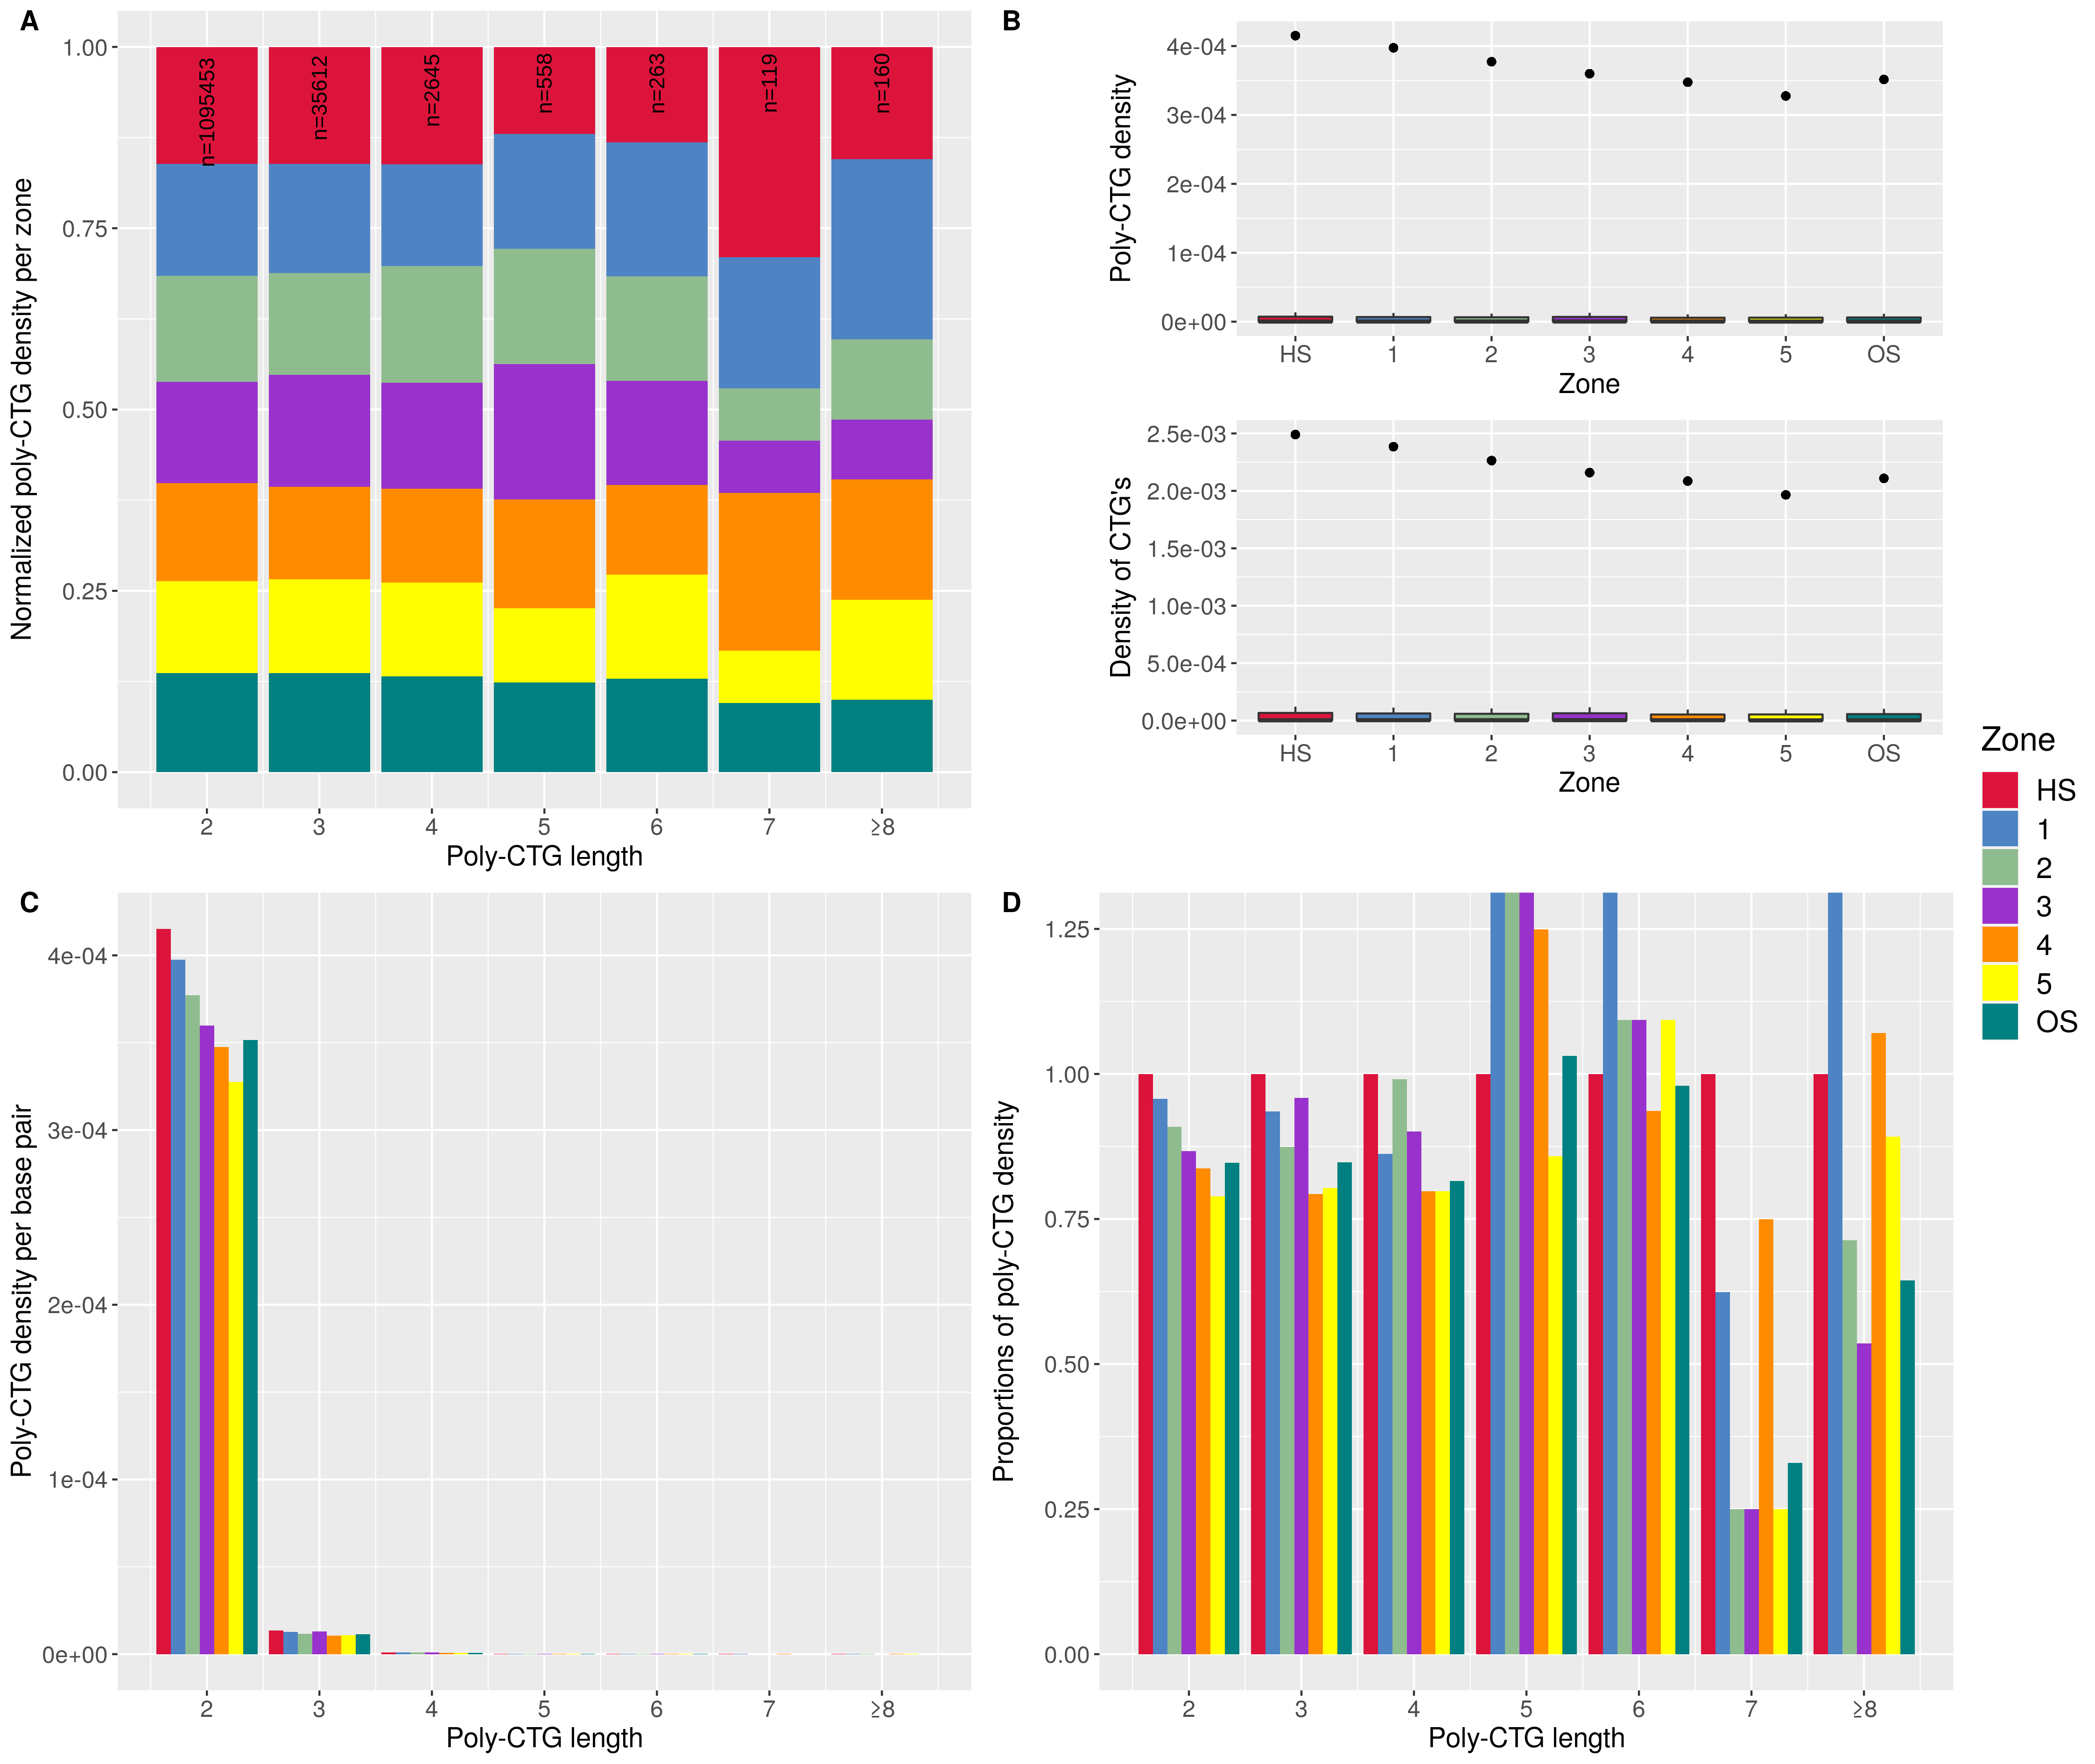 A
Normalized poly-CTG density per zone
1.00
0.75
0.50
0.25
0.00
n=1095453
n=35612
n=2645
n=558
n=263
n=119
n=160
2 3 4 5 6 7 ≥8
Poly-CTG length
B
Poly-CTG density
4e-04
3e-04
2e-04
1e-04
0e+00
HS 1 2 3 4 5 OS
Zone
Density of CTG's
2.5e-03
2.0e-03
1.5e-03
1.0e-03
5.0e-04
0.0e+00
HS 1 2 3 4 5 OS
Zone
Zone
HS
1
2
3
4
5
OS
C
Poly-CTG density per base pair
4e-04
3e-04
2e-04
1e-04
0e+00
2 3 4 5 6 7 ≥8
Poly-CTG length
D
Proportions of poly-CTG density
1.25
1.00
0.75
0.50
0.25
0.00
2 3 4 5 6 7 ≥8
Poly-CTG length